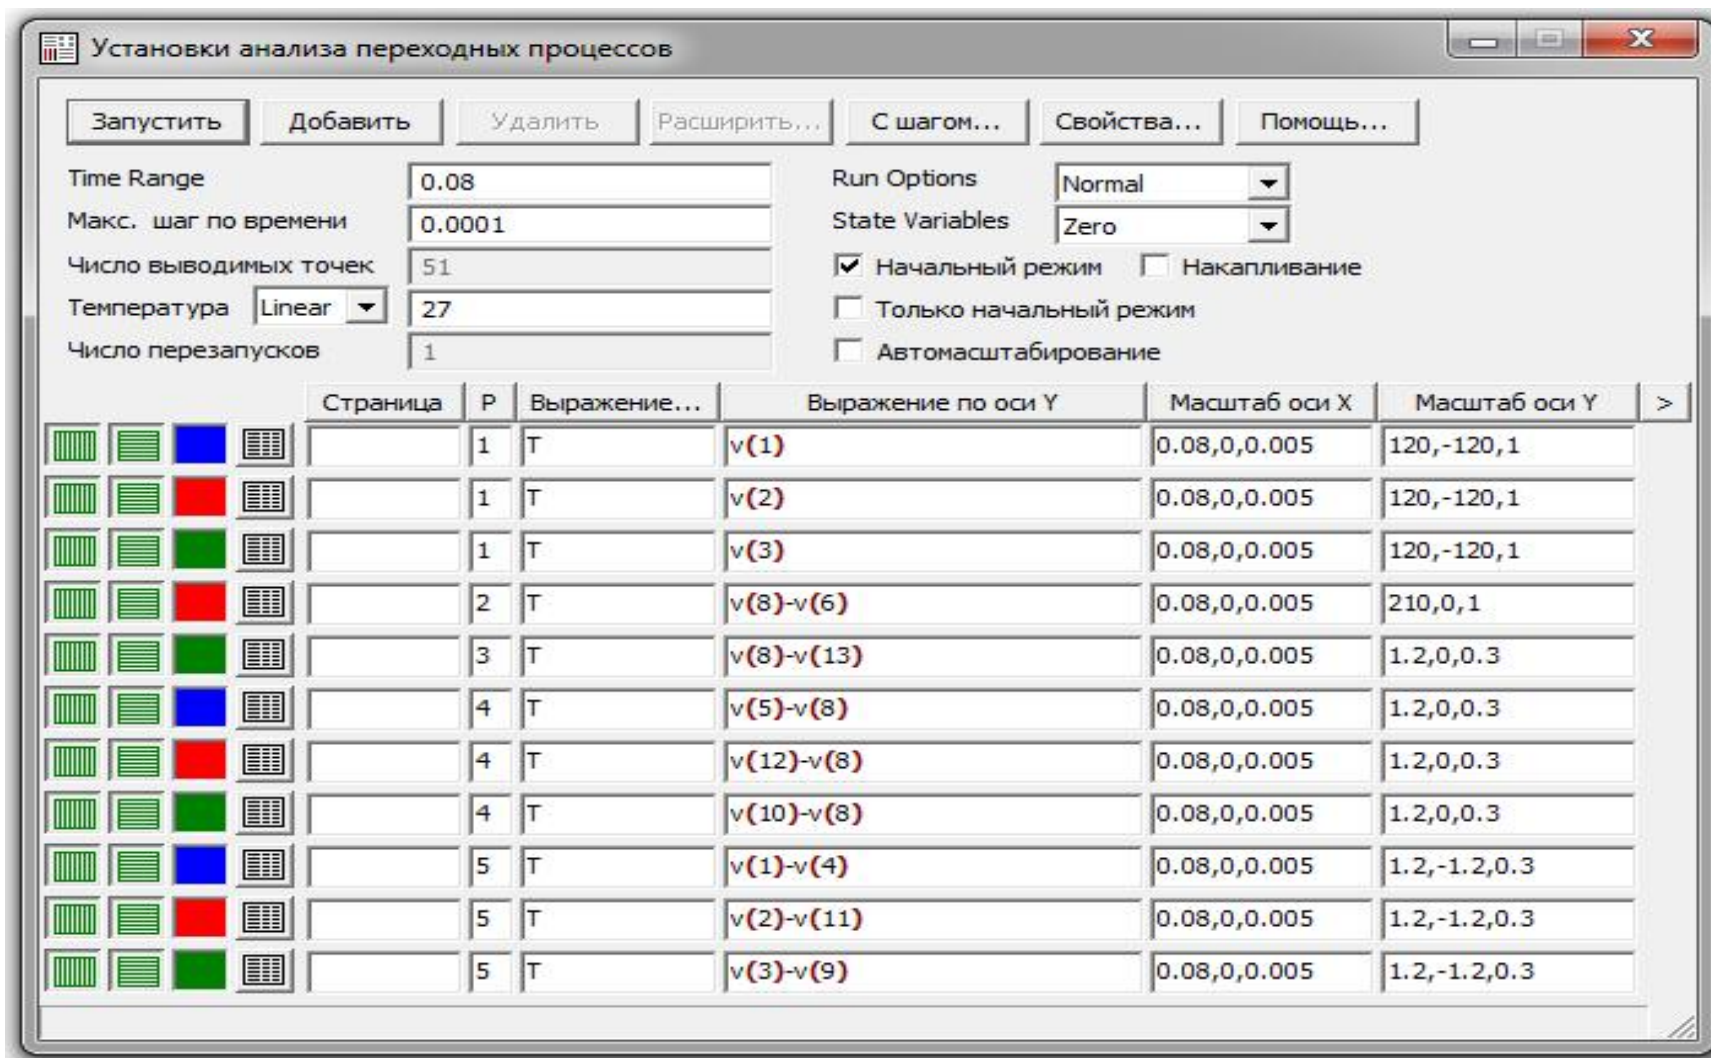 Установки анализа переходных процессов
Запустить Добавить Удалить Расширить... С шагом... Свойства... Помощь...
Time Range 0.08 Run Options Normal
Макс. шаг по времени 0.0001 State Variables Zero
Число выводимых точек 51 Начальный режим Накапливание
Температура Linear 27 Только начальный режим
Число перезапусков 1 Автомасштабирование
Страница P Выражение... Выражение по оси Y Масштаб оси X Масштаб оси Y >
1 T v(1) 0.08,0,0.005 120,-120,1
1 T v(2) 0.08,0,0.005 120,-120,1
1 T v(3) 0.08,0,0.005 120,-120,1
2 T v(8)-v(6) 0.08,0,0.005 210,0,1
3 T v(8)-v(13) 0.08,0,0.005 1.2,0,0.3
4 T v(5)-v(8) 0.08,0,0.005 1.2,0,0.3
4 T v(12)-v(8) 0.08,0,0.005 1.2,0,0.3
4 T v(10)-v(8) 0.08,0,0.005 1.2,0,0.3
5 T v(1)-v(4) 0.08,0,0.005 1.2,-1.2,0.3
5 T v(2)-v(11) 0.08,0,0.005 1.2,-1.2,0.3
5 T v(3)-v(9) 0.08,0,0.005 1.2,-1.2,0.3